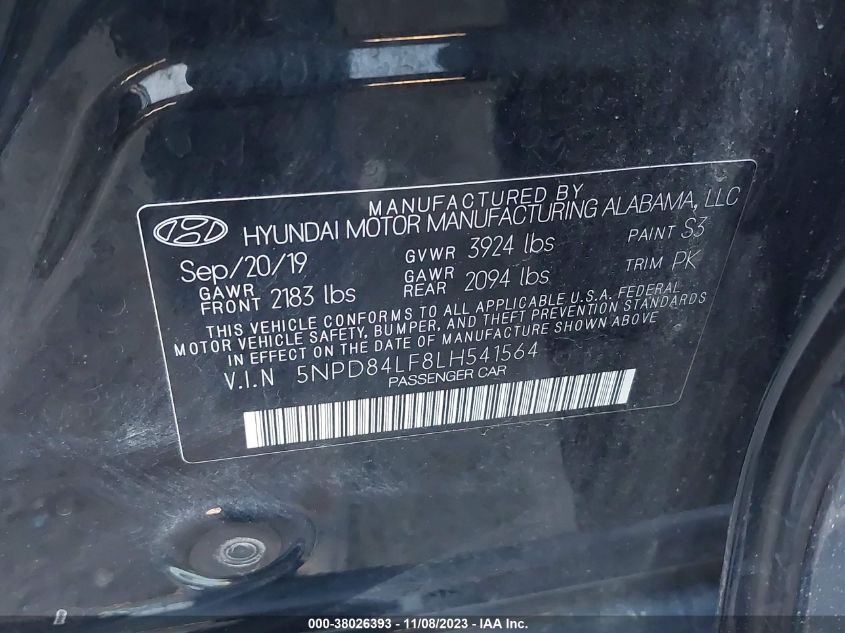 MANUFACTURED BY
HYUNDAI MOTOR MANUFACTURING ALABAMA, LLC
Sep/20/19 GVWR 3924 lbs PAINT S3
GAWR FRONT 2183 lbs GAWR REAR 2094 lbs TRIM PK
THIS VEHICLE CONFORMS TO ALL APPLICABLE U.S.A. FEDERAL
MOTOR VEHICLE SAFETY, BUMPER, AND THEFT PREVENTION STANDARDS
IN EFFECT ON THE DATE OF MANUFACTURE SHOWN ABOVE
V.I.N 5NPD84LF8LH541564
PASSENGER CAR
000-38026393 - 11/08/2023 - IAA Inc.